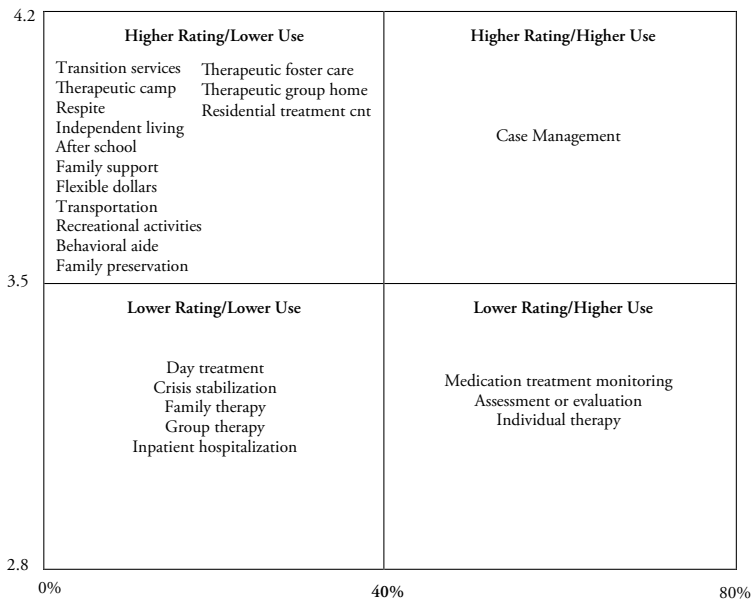 4.2
Higher Rating/Lower Use
Transition services
Therapeutic camp
Respite
Independent living
After school
Family support
Flexible dollars
Transportation
Recreational activities
Behavioral aide
Family preservation
Therapeutic foster care
Therapeutic group home
Residential treatment cnt
Higher Rating/Higher Use
Case Management
3.5
Lower Rating/Lower Use
Day treatment
Crisis stabilization
Family therapy
Group therapy
Inpatient hospitalization
Lower Rating/Higher Use
Medication treatment monitoring
Assessment or evaluation
Individual therapy
2.8
0%
40%
80%